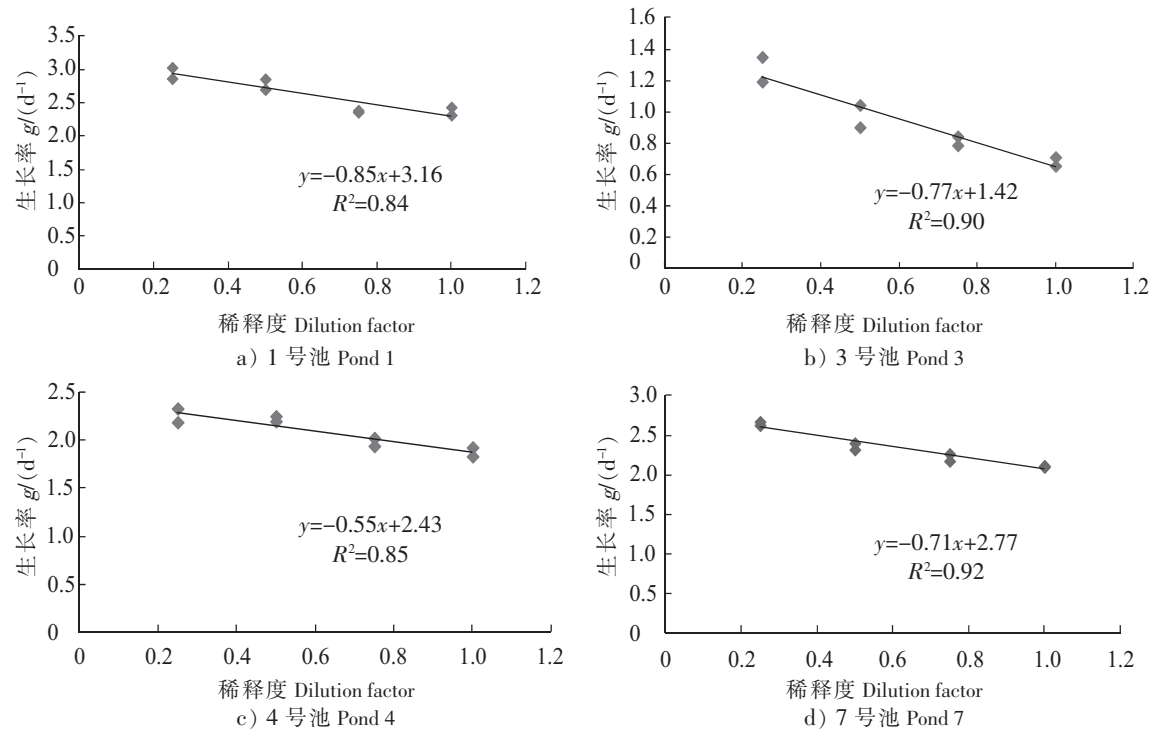 3.5
3.0
2.5
2.0
1.5
1.0
0.5
0
生长率 g/(d⁻¹)
y=−0.85x+3.16
R²=0.84
0 0.2 0.4 0.6 0.8 1.0 1.2
稀释度 Dilution factor
a) 1 号池 Pond 1
1.6
1.4
1.2
1.0
0.8
0.6
0.4
0.2
0
生长率 g/(d⁻¹)
y=−0.77x+1.42
R²=0.90
0 0.2 0.4 0.6 0.8 1.0 1.2
稀释度 Dilution factor
b) 3 号池 Pond 3
2.5
2.0
1.5
1.0
0.5
0
生长率 g/(d⁻¹)
y=−0.55x+2.43
R²=0.85
0 0.2 0.4 0.6 0.8 1.0 1.2
稀释度 Dilution factor
c) 4 号池 Pond 4
3.0
2.5
2.0
1.5
1.0
0.5
0
生长率 g/(d⁻¹)
y=−0.71x+2.77
R²=0.92
0 0.2 0.4 0.6 0.8 1.0 1.2
稀释度 Dilution factor
d) 7 号池 Pond 7